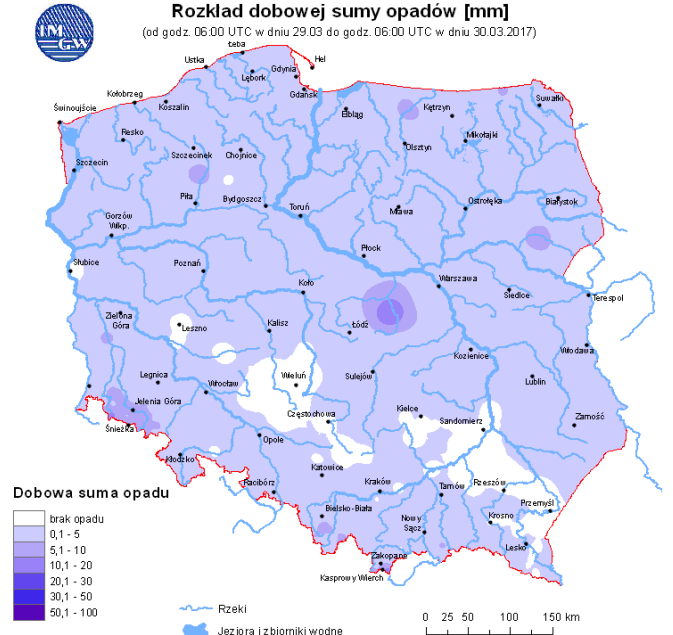 Rozkład dobowej sumy opadów [mm]
(od godz. 06:00 UTC w dniu 29.03 do godz. 06:00 UTC w dniu 30.03.2017)
IM
GW
Łeba
Hel
Ustka
Gdynia
Lębork
Gdańsk
Kołobrzeg
Koszalin
Świnoujście
Elbląg
Kętrzyn
Suwałki
Resko
Mikołajki
Olsztyn
Szczecinek
Chojnice
Szczecin
Piła
Bydgoszcz
Toruń
Mława
Ostrołęka
Białystok
Gorzów
Wlkp.
Płock
Słubice
Poznań
Koło
Warszawa
Siedlce
Terespol
Zielona
Góra
Leszno
Kalisz
Łódź
Kozienice
Włodawa
Legnica
Wrocław
Wieluń
Sulejów
Lublin
Jelenia Góra
Częstochowa
Kielce
Sandomierz
Zamość
Śnieżka
Opole
Kłodzko
Katowice
Racibórz
Kraków
Tarnów
Rzeszów
Przemyśl
Bielsko-Biała
Nowy
Sącz
Krosno
Lesko
Zakopane
Kasprowy Wierch
Dobowa suma opadu
brak opadu
0,1 - 5
5,1 - 10
10,1 - 20
20,1 - 30
30,1 - 50
50,1 - 100
Rzeki
Jeziora i zbiorniki wodne
0 25 50 100 150 km